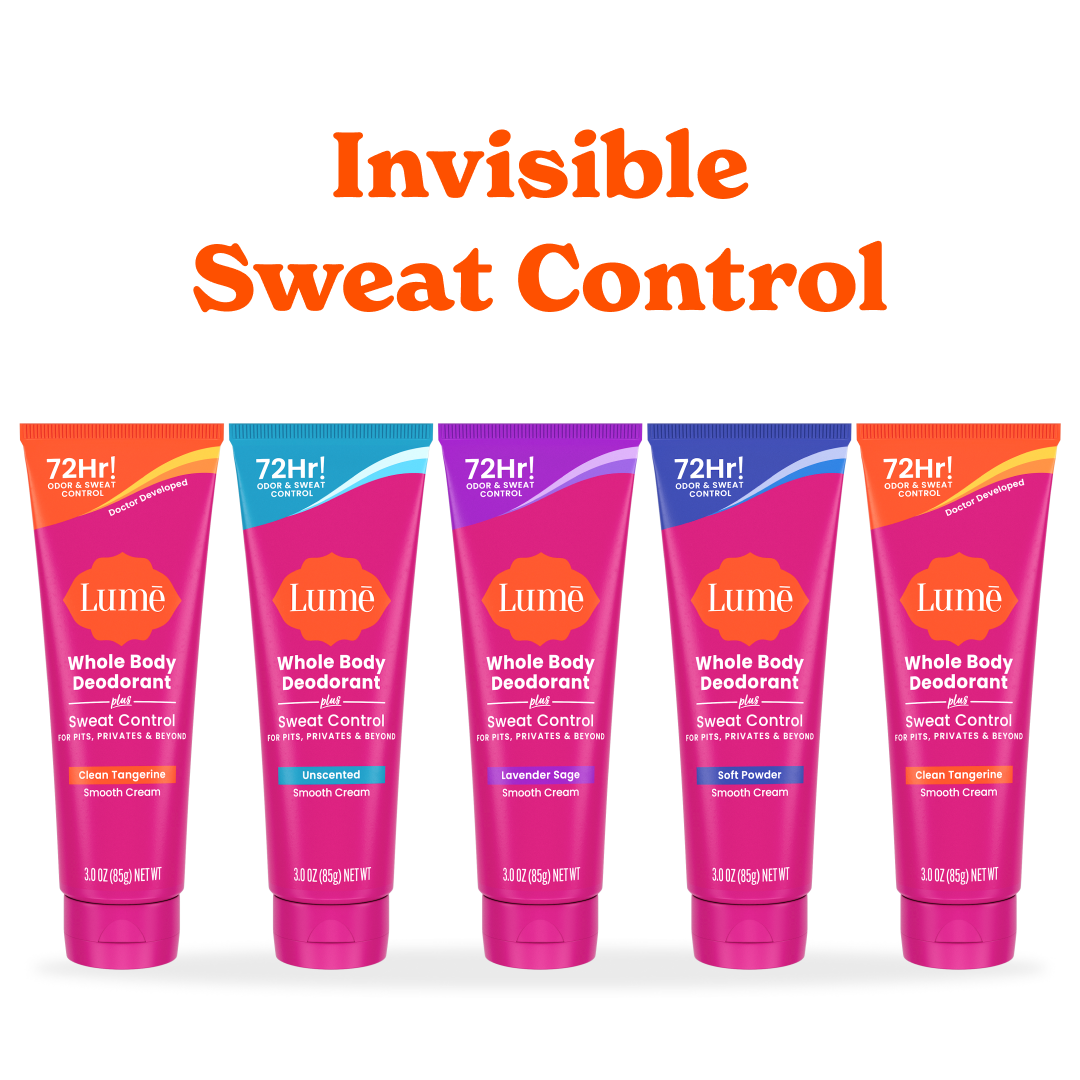 Invisible
Sweat Control
72Hr!
ODOR & SWEAT
CONTROL
Doctor Developed
Lumē
Whole Body
Deodorant
plus
Sweat Control
FOR PITS, PRIVATES & BEYOND
Clean Tangerine
Smooth Cream
3.0 OZ (85g) NET WT
72Hr!
ODOR & SWEAT
CONTROL
Lumē
Whole Body
Deodorant
plus
Sweat Control
FOR PITS, PRIVATES & BEYOND
Unscented
Smooth Cream
3.0 OZ (85g) NET WT
72Hr!
ODOR & SWEAT
CONTROL
Lumē
Whole Body
Deodorant
plus
Sweat Control
FOR PITS, PRIVATES & BEYOND
Lavender Sage
Smooth Cream
3.0 OZ (85g) NET WT
72Hr!
ODOR & SWEAT
CONTROL
Lumē
Whole Body
Deodorant
plus
Sweat Control
FOR PITS, PRIVATES & BEYOND
Soft Powder
Smooth Cream
3.0 OZ (85g) NET WT
72Hr!
ODOR & SWEAT
CONTROL
Doctor Developed
Lumē
Whole Body
Deodorant
plus
Sweat Control
FOR PITS, PRIVATES & BEYOND
Clean Tangerine
Smooth Cream
3.0 OZ (85g) NET WT